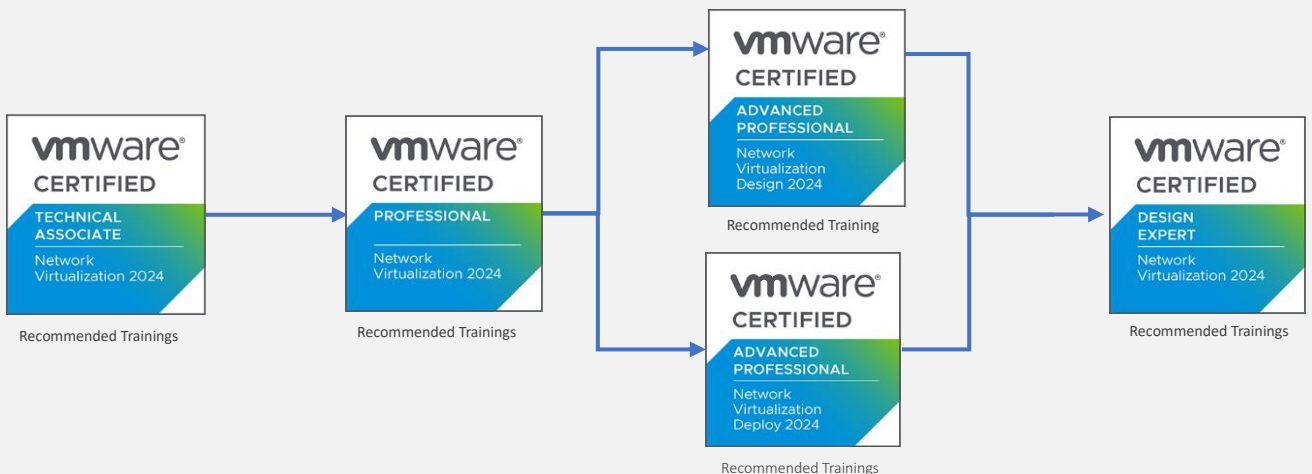 vmware®
CERTIFIED
TECHNICAL
ASSOCIATE
Network
Virtualization 2024
Recommended Trainings
vmware®
CERTIFIED
PROFESSIONAL
Network
Virtualization 2024
Recommended Trainings
vmware®
CERTIFIED
ADVANCED
PROFESSIONAL
Network
Virtualization
Design 2024
Recommended Training
vmware®
CERTIFIED
ADVANCED
PROFESSIONAL
Network
Virtualization
Deploy 2024
Recommended Trainings
vmware®
CERTIFIED
DESIGN
EXPERT
Network
Virtualization 2024
Recommended Trainings